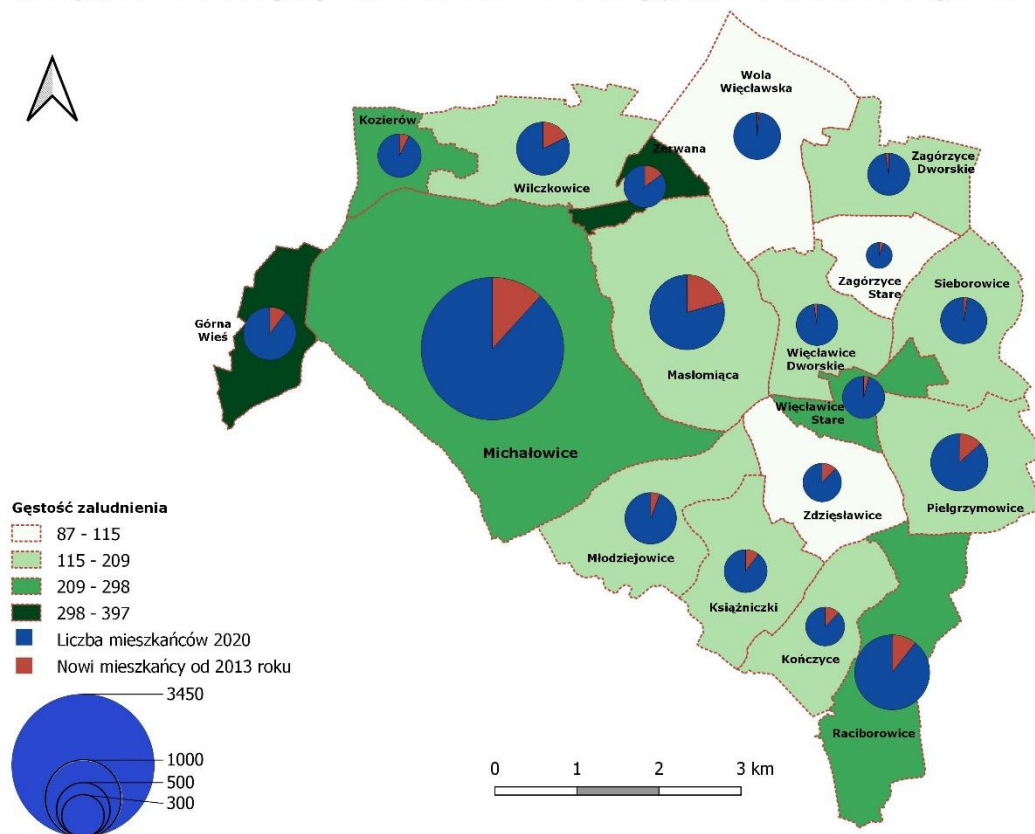 Wola
Więcławska
Kozierów
Zerwana
Zagórzyce
Dworskie
Wilczkowice
Zagórzyce
Stare
Sieborowice
Górna
Wieś
Więcławice
Dworskie
Masłomiąca
Więcławice
Stare
Michałowice
Pielgrzymowice
Zdzięsławice
Młodziejowice
Książniczki
Kończyce
Raciborowice
Gęstość zaludnienia
87 - 115
115 - 209
209 - 298
298 - 397
Liczba mieszkańców 2020
Nowi mieszkańcy od 2013 roku
3450
1000
500
300
0 1 2 3 km